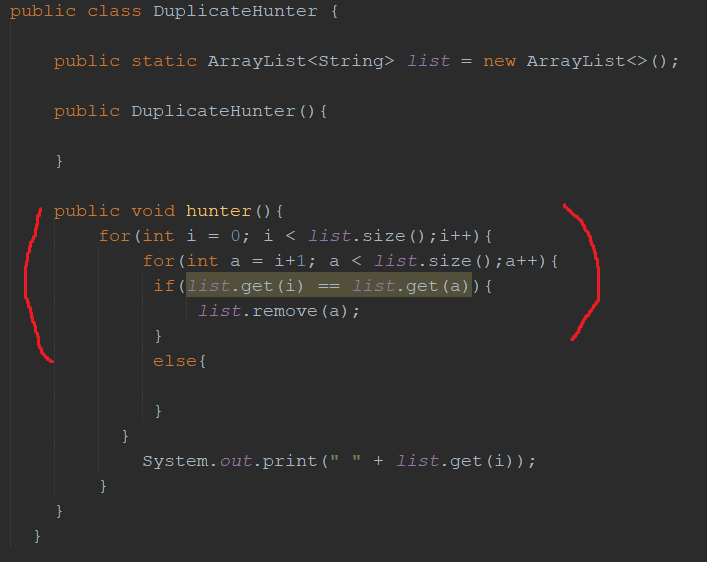 public class DuplicateHunter {
public static ArrayList<String> list = new ArrayList<>();
public DuplicateHunter(){
}
public void hunter(){
for(int i = 0; i < list.size();i++){
for(int a = i+1; a < list.size();a++){
if(list.get(i) == list.get(a)){
list.remove(a);
}
else{
}
}
System.out.print(" " + list.get(i));
}
}
}